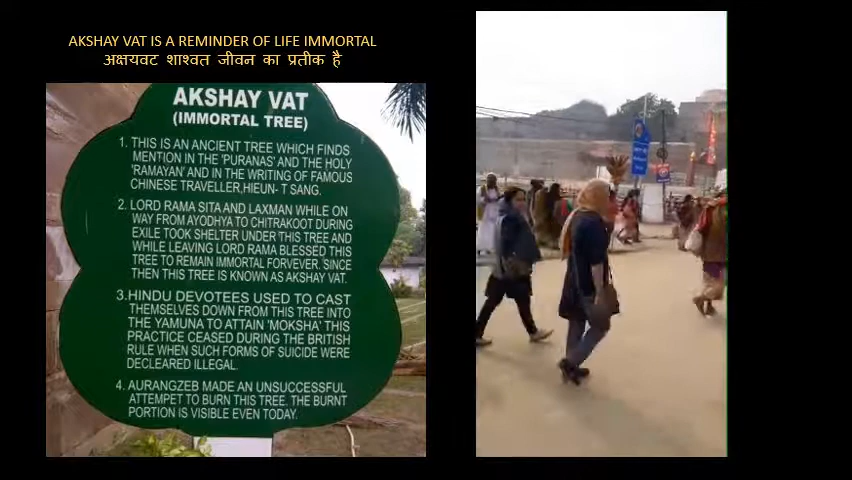 AKSHAY VAT IS A REMINDER OF LIFE IMMORTAL
अक्षयवट शाश्वत जीवन का प्रतीक है
AKSHAY VAT
(IMMORTAL TREE)
1. THIS IS AN ANCIENT TREE WHICH FINDS
MENTION IN THE 'PURANAS' AND THE HOLY
'RAMAYAN' AND IN THE WRITING OF FAMOUS
CHINESE TRAVELLER,HIEUN- T SANG.
2. LORD RAMA SITA AND LAXMAN WHILE ON
WAY FROM AYODHYA TO CHITRAKOOT DURING
EXILE TOOK SHELTER UNDER THIS TREE AND
WHILE LEAVING LORD RAMA BLESSED THIS
TREE TO REMAIN IMMORTAL FORVEVER. SINCE
THEN THIS TREE IS KNOWN AS AKSHAY VAT.
3.HINDU DEVOTEES USED TO CAST
THEMSELVES DOWN FROM THIS TREE INTO
THE YAMUNA TO ATTAIN 'MOKSHA' THIS
PRACTICE CEASED DURING THE BRITISH
RULE WHEN SUCH FORMS OF SUICIDE WERE
DECLEARED ILLEGAL.
4. AURANGZEB MADE AN UNSUCCESSFUL
ATTEMPET TO BURN THIS TREE. THE BURNT
PORTION IS VISIBLE EVEN TODAY.